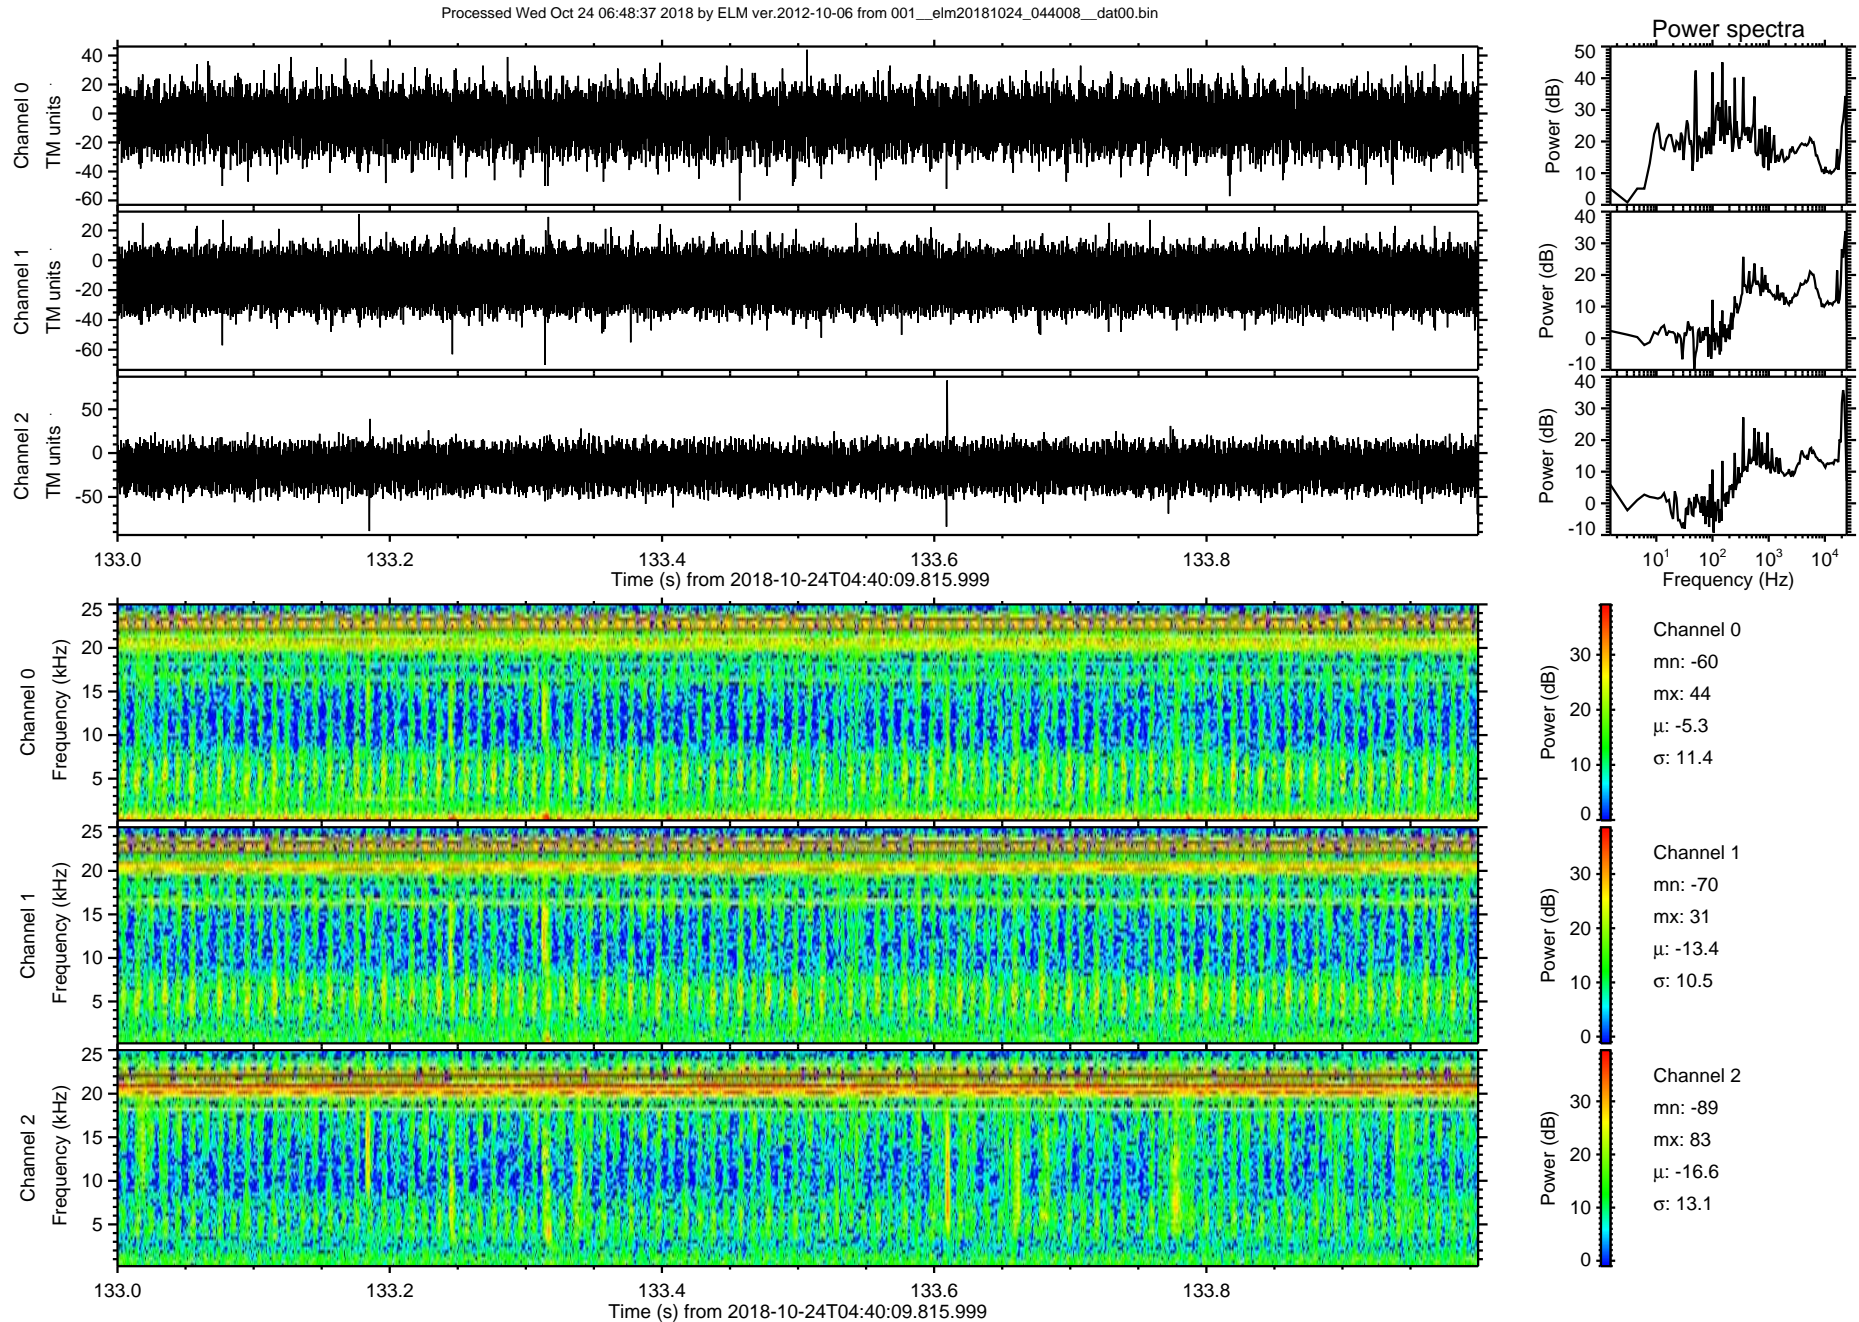 Processed Wed Oct 24 06:48:37 2018 by ELM ver.2012-10-06 from 001__elm20181024_044008__dat00.bin
Power spectra
Channel 0
TM units
40
20
0
-20
-40
-60
Power (dB)
50
40
30
20
10
0
Channel 1
TM units
20
0
-20
-40
-60
Power (dB)
40
30
20
10
0
-10
Channel 2
TM units
50
0
-50
Power (dB)
40
30
20
10
0
-10
133.0 133.2 133.4 133.6 133.8
Time (s) from 2018-10-24T04:40:09.815.999
10¹ 10² 10³ 10⁴
Frequency (Hz)
Channel 0
Frequency (kHz)
25
20
15
10
5
Power (dB)
30
20
10
0
Channel 0
mn: -60
mx: 44
μ: -5.3
σ: 11.4
Channel 1
Frequency (kHz)
25
20
15
10
5
Power (dB)
30
20
10
0
Channel 1
mn: -70
mx: 31
μ: -13.4
σ: 10.5
Channel 2
Frequency (kHz)
25
20
15
10
5
Power (dB)
30
20
10
0
Channel 2
mn: -89
mx: 83
μ: -16.6
σ: 13.1
133.0 133.2 133.4 133.6 133.8
Time (s) from 2018-10-24T04:40:09.815.999